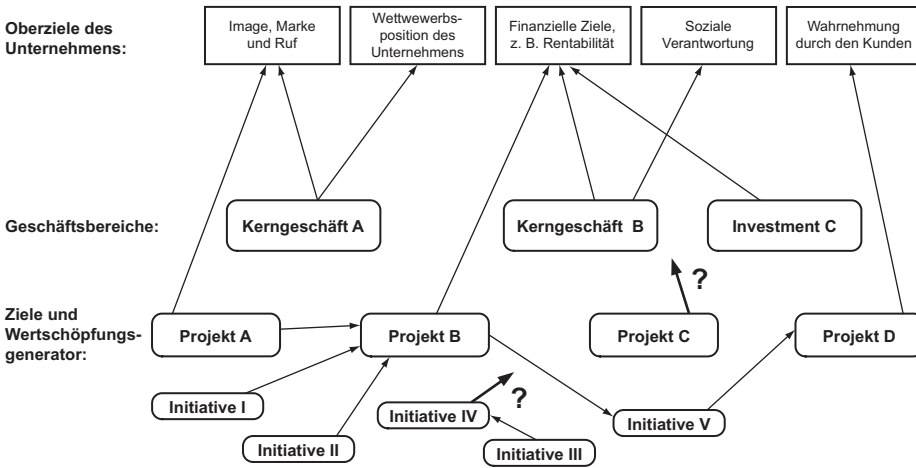 Oberziele des
Unternehmens:
Image, Marke
und Ruf
Wettwewerbs-
position des
Unternehmens
Finanzielle Ziele,
z. B. Rentabilität
Soziale
Verantwortung
Wahrnehmung
durch den Kunden
Geschäftsbereiche:
Kerngeschäft A
Kerngeschäft B
Investment C
?
Ziele und
Wertschöpfungs-
generator:
Projekt A
Projekt B
Projekt C
Projekt D
Initiative I
Initiative IV
?
Initiative V
Initiative II
Initiative III